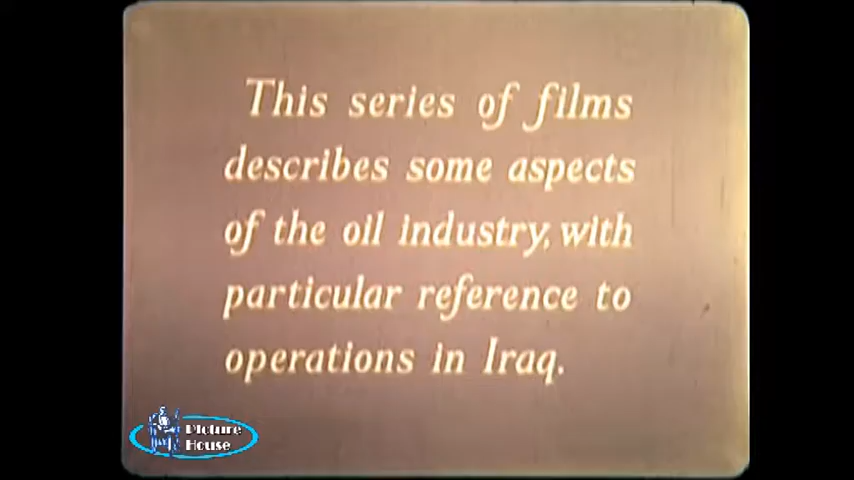 This series of films
describes some aspects
of the oil industry, with
particular reference to
operations in Iraq.
Picture
House